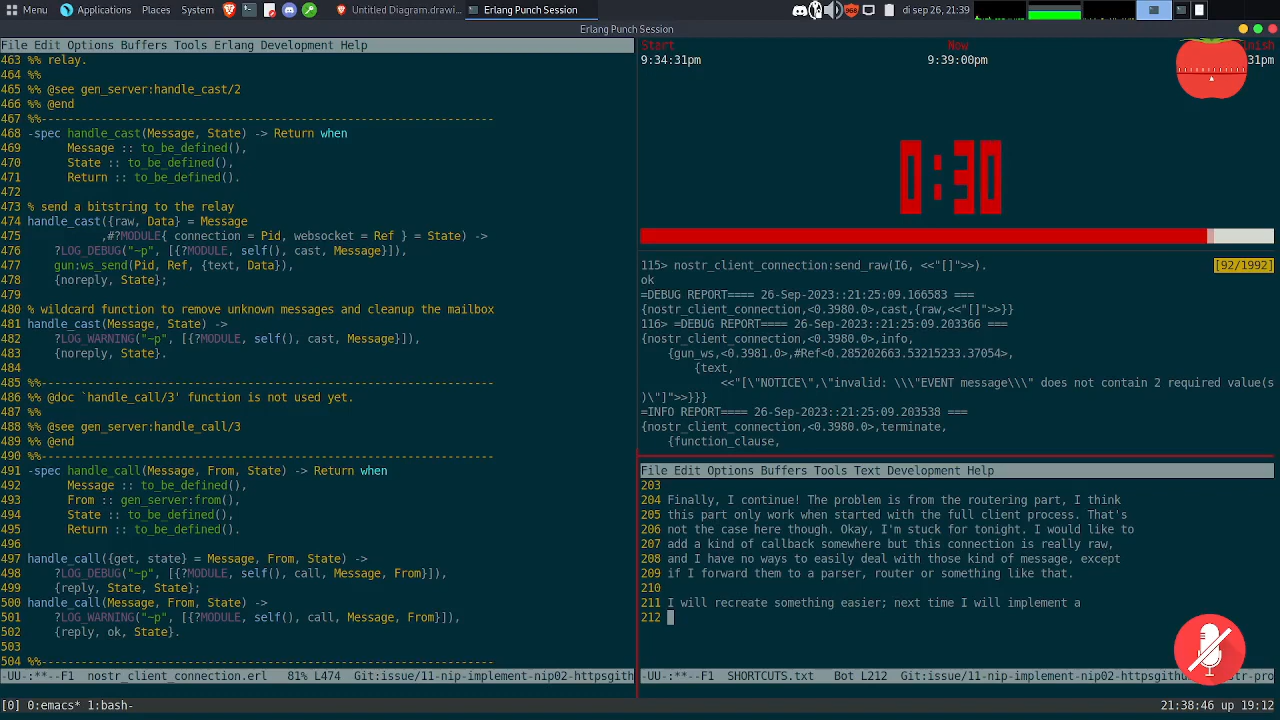 Menu Applications Places System Untitled Diagram.drawi... Erlang Punch Session 968 di sep 26, 21:39
Erlang Punch Session
File Edit Options Buffers Tools Erlang Development Help
463 %% relay.
464 %%
465 %% @see gen_server:handle_cast/2
466 %% @end
467 %%--------------------------------------------------------------------
468 -spec handle_cast(Message, State) -> Return when
469       Message :: to_be_defined(),
470       State :: to_be_defined(),
471       Return :: to_be_defined().
472
473 % send a bitstring to the relay
474 handle_cast({raw, Data} = Message
475            ,#?MODULE{ connection = Pid, websocket = Ref } = State) ->
476     ?LOG_DEBUG("~p", [{?MODULE, self(), cast, Message}]),
477     gun:ws_send(Pid, Ref, {text, Data}),
478     {noreply, State};
479
480 % wildcard function to remove unknown messages and cleanup the mailbox
481 handle_cast(Message, State) ->
482     ?LOG_WARNING("~p", [{?MODULE, self(), cast, Message}]),
483     {noreply, State}.
484
485 %%--------------------------------------------------------------------
486 %% @doc `handle_call/3' function is not used yet.
487 %%
488 %% @see gen_server:handle_call/3
489 %% @end
490 %%--------------------------------------------------------------------
491 -spec handle_call(Message, From, State) -> Return when
492       Message :: to_be_defined(),
493       From :: gen_server:from(),
494       State :: to_be_defined(),
495       Return :: to_be_defined().
496
497 handle_call({get, state} = Message, From, State) ->
498     ?LOG_DEBUG("~p", [{?MODULE, self(), call, Message, From}]),
499     {reply, State, State};
500 handle_call(Message, From, State) ->
501     ?LOG_WARNING("~p", [{?MODULE, self(), call, Message, From}]),
502     {reply, ok, State}.
503
504 %%--------------------------------------------------------------------
-UU-:**--F1  nostr_client_connection.erl   81% L474   Git:issue/11-nip-implement-nip02-httpsgith
Start Now inish
9:34:31pm 9:39:00pm 31pm
0:30
115> nostr_client_connection:send_raw(I6, <<"[]">>). [92/1992]
ok
=DEBUG REPORT==== 26-Sep-2023::21:25:09.166583 ===
{nostr_client_connection,<0.3980.0>,cast,{raw,<<"[]">>}}
116> =DEBUG REPORT==== 26-Sep-2023::21:25:09.203366 ===
{nostr_client_connection,<0.3980.0>,info,
    {gun_ws,<0.3981.0>,#Ref<0.285202663.53215233.37054>,
        {text,
            <<"[\"NOTICE\",\"invalid: \\\"EVENT message\\\" does not contain 2 required value(s
)\"]">>}}}
=INFO REPORT==== 26-Sep-2023::21:25:09.203538 ===
{nostr_client_connection,<0.3980.0>,terminate,
    {function_clause,
File Edit Options Buffers Tools Text Development Help
203
204 Finally, I continue! The problem is from the routering part, I think
205 this part only work when started with the full client process. That's
206 not the case here though. Okay, I'm stuck for tonight. I would like to
207 add a kind of callback somewhere but this connection is really raw,
208 and I have no ways to easily deal with those kind of message, except
209 if I forward them to a parser, router or something like that.
210
211 I will recreate something easier; next time I will implement a
212
-UU-:**--F1  SHORTCUTS.txt   Bot L212   Git:issue/11-nip-implement-nip02-httpsgith str-pro
[0] 0:emacs* 1:bash- 21:38:46 up 19:12